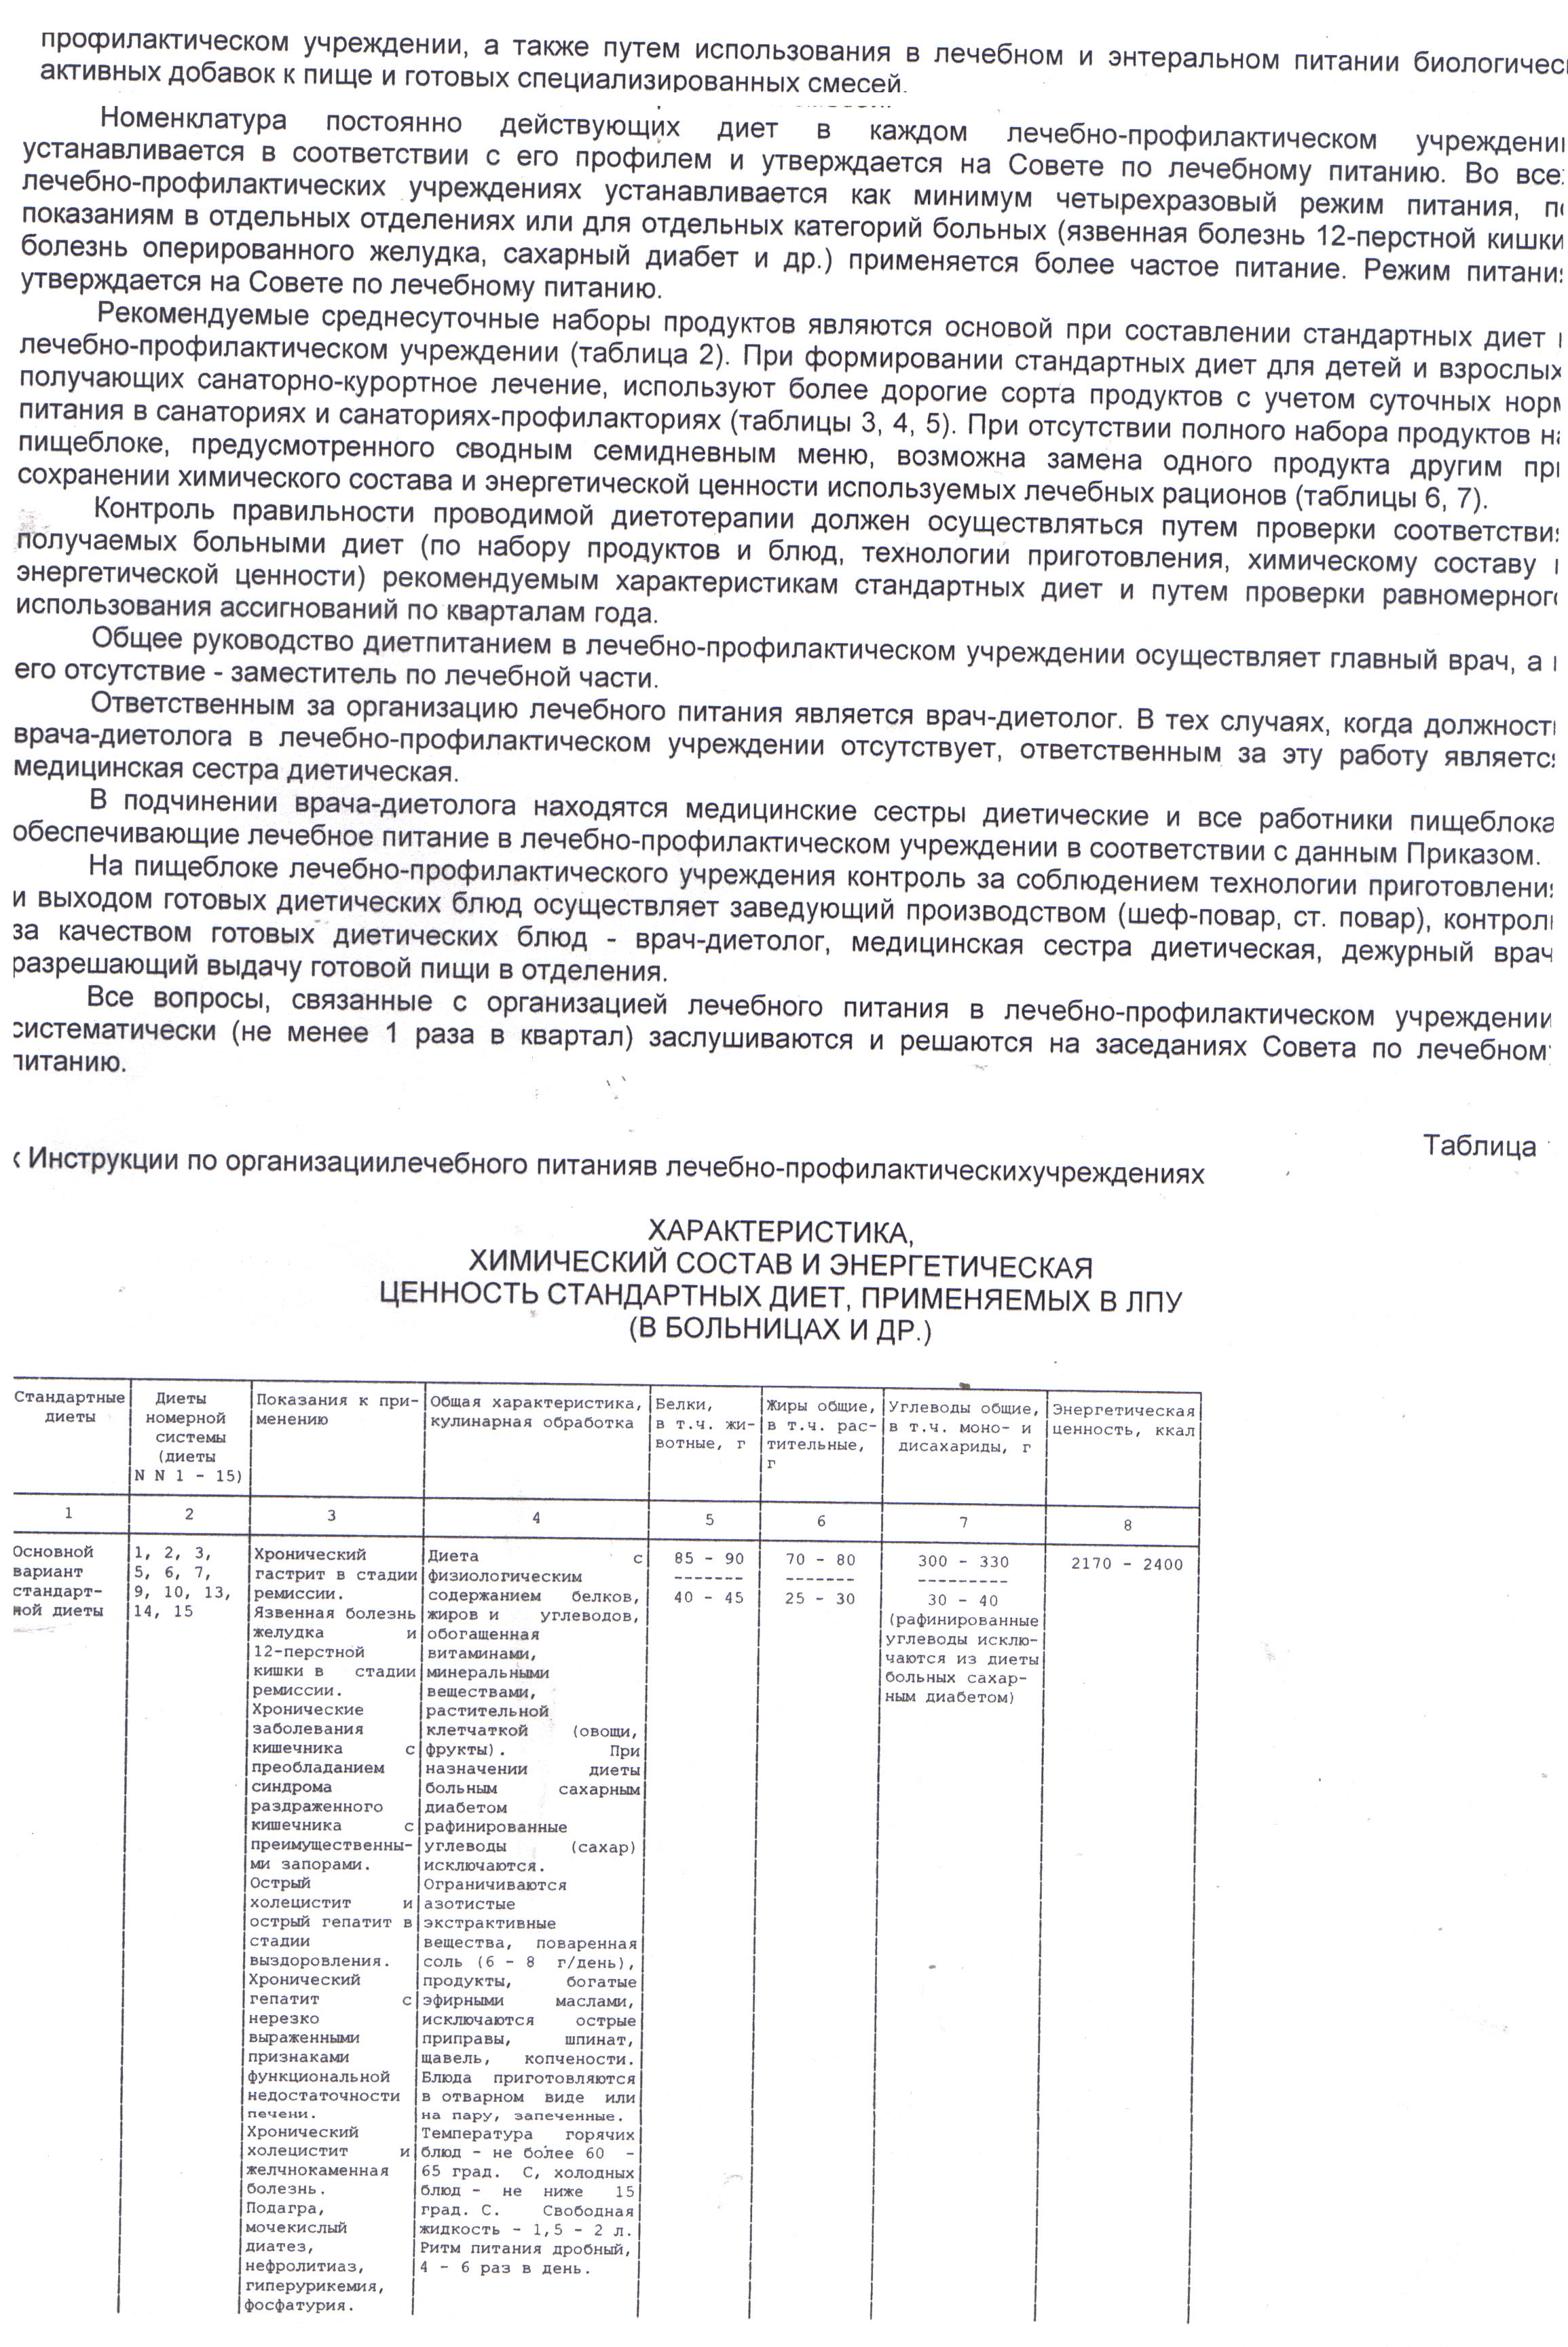 профилактическом учреждении, а также путем использования в лечебном и энтеральном питании биологичес
активных добавок к пище и готовых специализированных смесей.
Номенклатура постоянно действующих диет в каждом лечебно-профилактическом учреждени
устанавливается в соответствии с его профилем и утверждается на Совете по лечебному питанию. Во все
лечебно-профилактических учреждениях устанавливается как минимум четырехразовый режим питания, п
показаниям в отдельных отделениях или для отдельных категорий больных (язвенная болезнь 12-перстной кишки
болезнь оперированного желудка, сахарный диабет и др.) применяется более частое питание. Режим питани
утверждается на Совете по лечебному питанию.
Рекомендуемые среднесуточные наборы продуктов являются основой при составлении стандартных диет
лечебно-профилактическом учреждении (таблица 2). При формировании стандартных диет для детей и взрослых
получающих санаторно-курортное лечение, используют более дорогие сорта продуктов с учетом суточных норм
питания в санаториях и санаториях-профилакториях (таблицы 3, 4, 5). При отсутствии полного набора продуктов н
пищеблоке, предусмотренного сводным семидневным меню, возможна замена одного продукта другим пр
сохранении химического состава и энергетической ценности используемых лечебных рационов (таблицы 6, 7).
Контроль правильности проводимой диетотерапии должен осуществляться путем проверки соответстви
получаемых больными диет (по набору продуктов и блюд, технологии приготовления, химическому составу
энергетической ценности) рекомендуемым характеристикам стандартных диет и путем проверки равномерног
использования ассигнований по кварталам года.
Общее руководство диетпитанием в лечебно-профилактическом учреждении осуществляет главный врач, а
его отсутствие - заместитель по лечебной части.
Ответственным за организацию лечебного питания является врач-диетолог. В тех случаях, когда должност
врача-диетолога в лечебно-профилактическом учреждении отсутствует, ответственным за эту работу являетс
медицинская сестра диетическая.
В подчинении врача-диетолога находятся медицинские сестры диетические и все работники пищеблока
обеспечивающие лечебное питание в лечебно-профилактическом учреждении в соответствии с данным Приказом.
На пищеблоке лечебно-профилактического учреждения контроль за соблюдением технологии приготовлени
и выходом готовых диетических блюд осуществляет заведующий производством (шеф-повар, ст. повар), контрол
за качеством готовых диетических блюд - врач-диетолог, медицинская сестра диетическая, дежурный врач
разрешающий выдачу готовой пищи в отделения.
Все вопросы, связанные с организацией лечебного питания в лечебно-профилактическом учреждении
систематически (не менее 1 раза в квартал) заслушиваются и решаются на заседаниях Совета по лечебном
питанию.
Таблица
к Инструкции по организациилечебного питанияв лечебно-профилактическихучреждениях
ХАРАКТЕРИСТИКА,
ХИМИЧЕСКИЙ СОСТАВ И ЭНЕРГЕТИЧЕСКАЯ
ЦЕННОСТЬ СТАНДАРТНЫХ ДИЕТ, ПРИМЕНЯЕМЫХ В ЛПУ
(В БОЛЬНИЦАХ И ДР.)
Стандартные
диеты
Диеты
номерной
системы
(диеты
N N 1 - 15)
Показания к при-
менению
Общая характеристика,
кулинарная обработка
Белки,
в т.ч. жи-
вотные, г
Жиры общие,
в т.ч. рас-
тительные,
г
Углеводы общие,
в т.ч. моно- и
дисахариды, г
Энергетическая
ценность, ккал
1
2
3
4
5
6
7
8
Основной
вариант
стандарт-
ной диеты
1, 2, 3,
5, 6, 7,
9, 10, 13,
14, 15
Хронический
гастрит в стадии
ремиссии.
Язвенная болезнь
желудка и
12-перстной
кишки в стадии
ремиссии.
Хронические
заболевания
кишечника с
преобладанием
синдрома
раздраженного
кишечника с
преимущественны-
ми запорами.
Острый
холецистит и
острый гепатит в
стадии
выздоровления.
Хронический
гепатит с
нерезко
выраженными
признаками
функциональной
недостаточности
печени.
Хронический
холецистит и
желчнокаменная
болезнь.
Подагра,
мочекислый
диатез,
нефролитиаз,
гиперурикемия,
фосфатурия.
Диета с
физиологическим
содержанием белков,
жиров и углеводов,
обогащенная
витаминами,
минеральными
веществами,
растительной
клетчаткой (овощи,
фрукты). При
назначении диеты
больным сахарным
диабетом
рафинированные
углеводы (сахар)
исключаются.
Ограничиваются
азотистые
экстрактивные
вещества, поваренная
соль (6 - 8 г/день),
продукты, богатые
эфирными маслами,
исключаются острые
приправы, шпинат,
щавель, копчености.
Блюда приготовляются
в отварном виде или
на пару, запеченные.
Температура горячих
блюд - не более 60 -
65 град. С, холодных
блюд - не ниже 15
град. С. Свободная
жидкость - 1,5 - 2 л.
Ритм питания дробный,
4 - 6 раз в день.
85 - 90
-------
40 - 45
70 - 80
-------
25 - 30
300 - 330
---------
30 - 40
(рафинированные
углеводы исклю-
чаются из диеты
больных сахар-
ным диабетом)
2170 - 2400